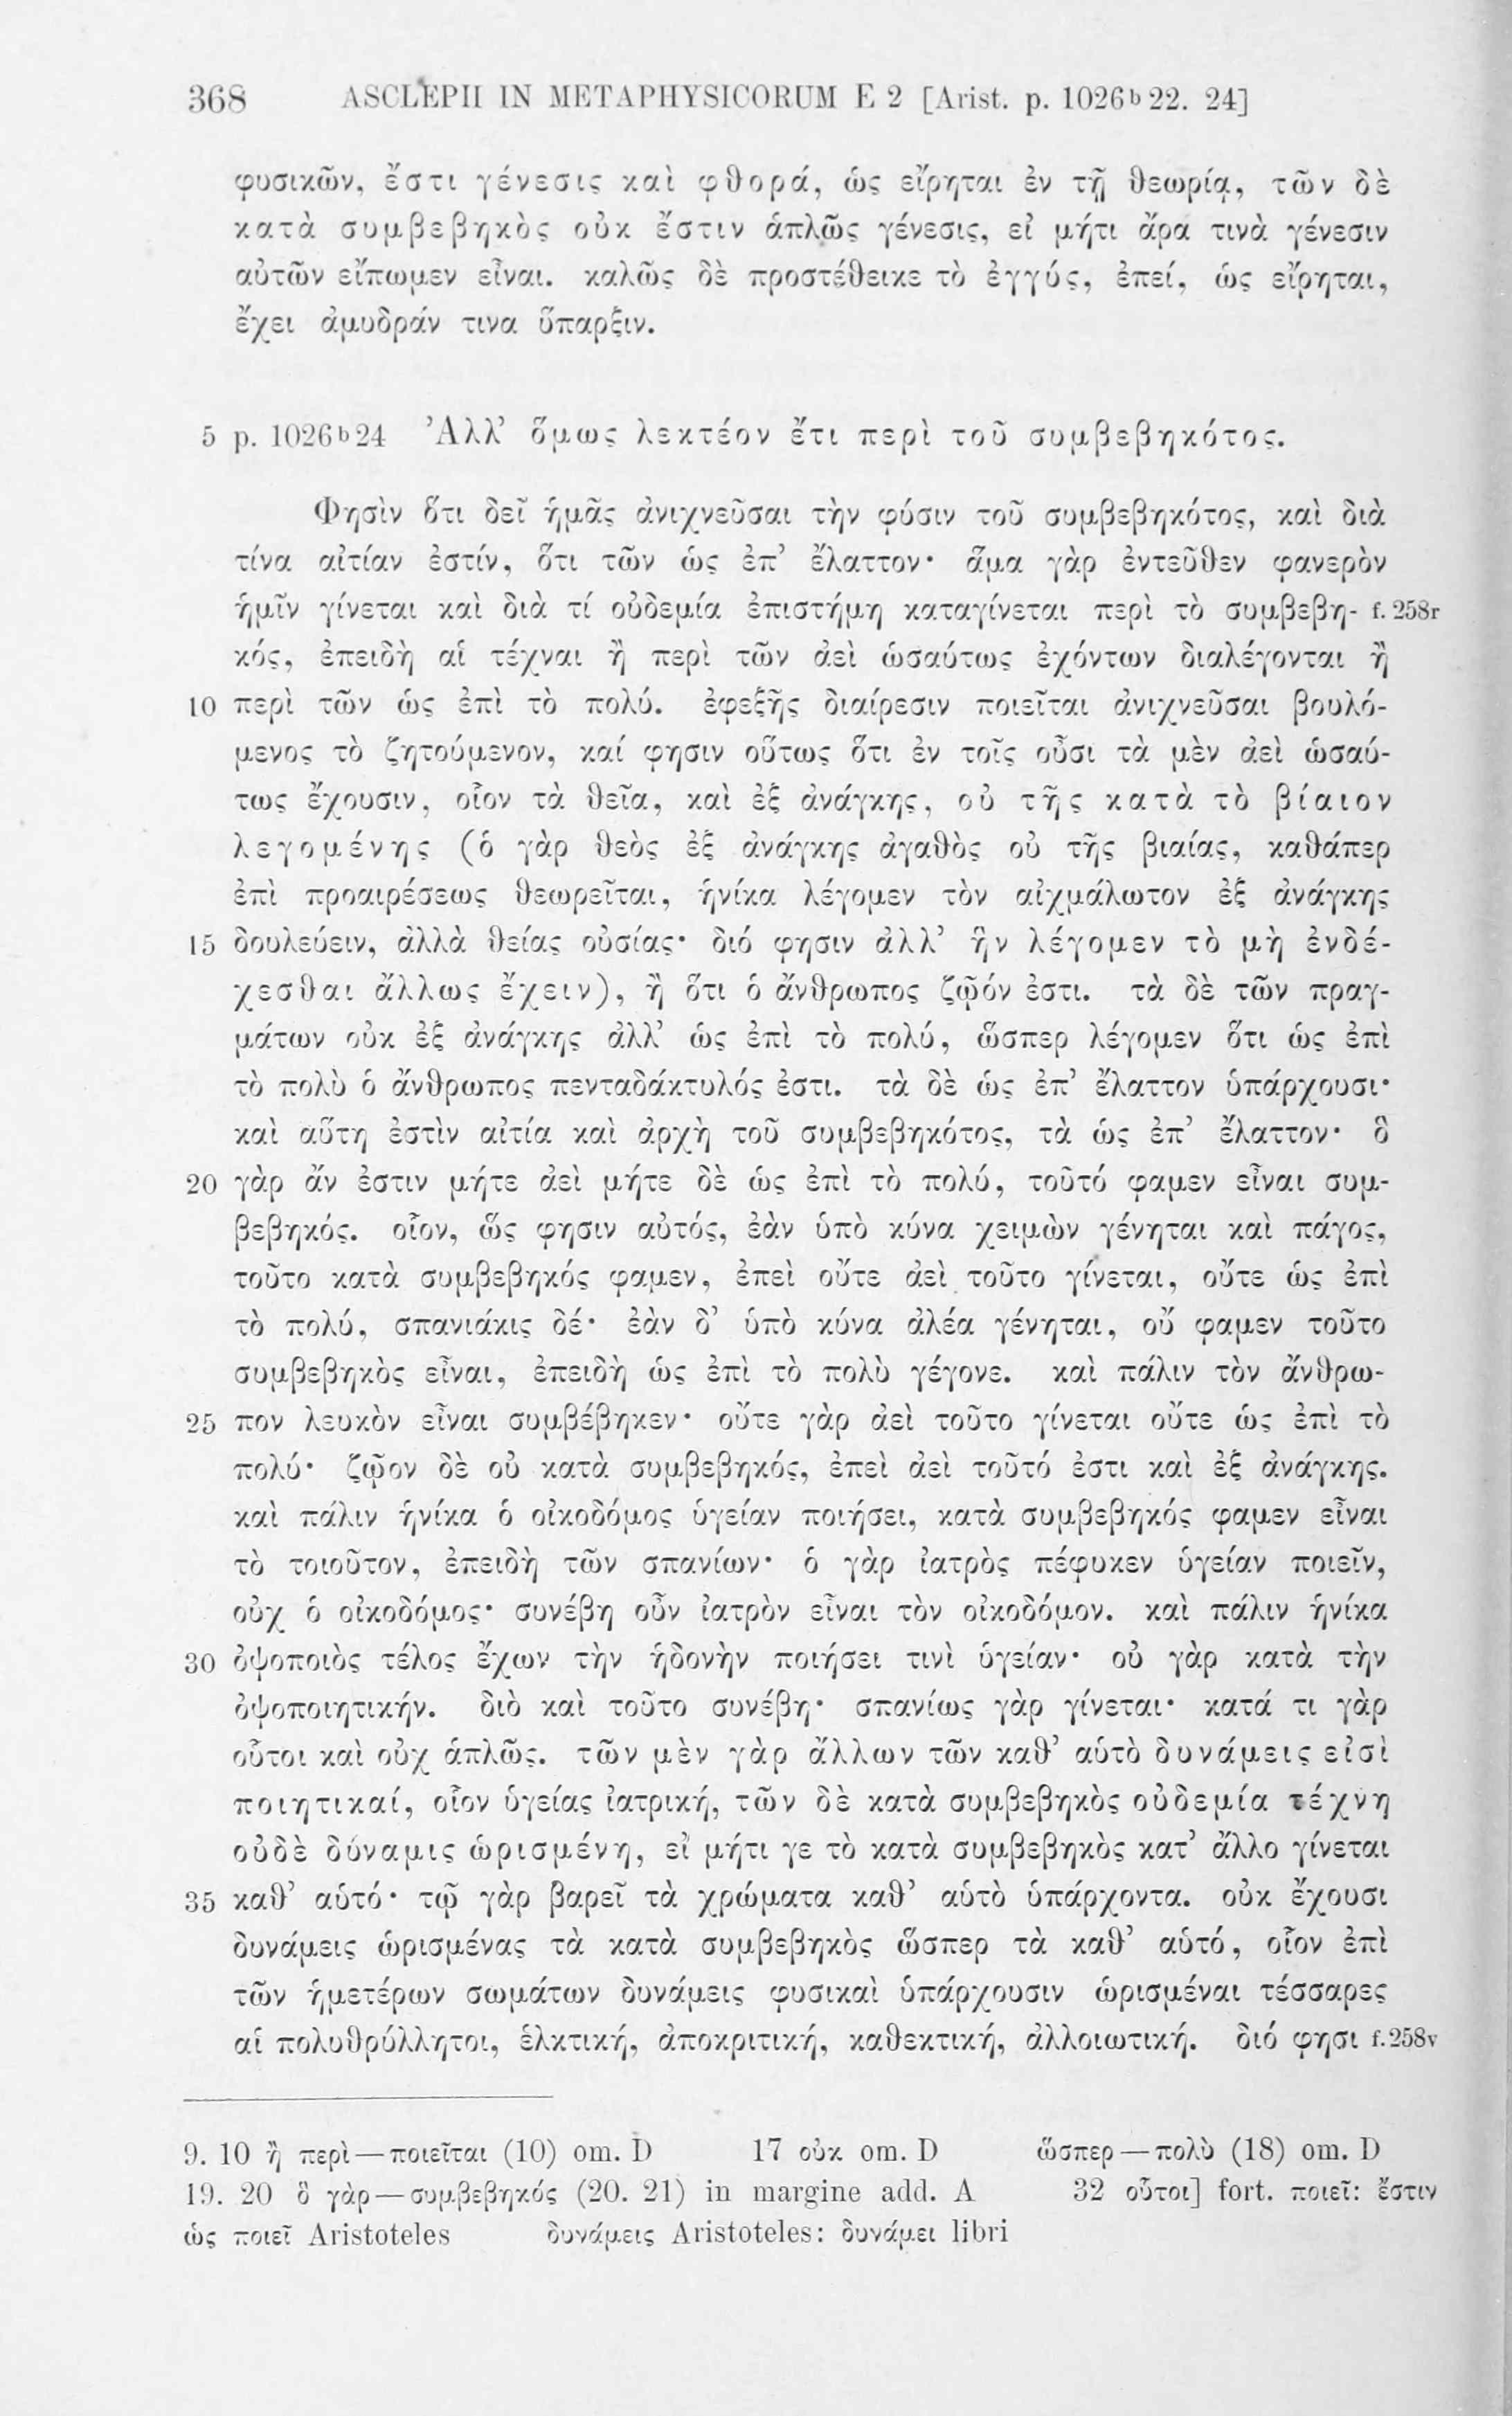 368 ASCLEPII IN METAPHYSICORUM E 2 [Arist. p. 1026b 22. 24]
φυσικῶν, ἔστι γένεσις καὶ φθορά, ὡς εἴρηται ἐν τῇ θεωρίᾳ, τῶν δὲ
κατὰ συμβεβηκὸς οὐκ ἔστιν ἁπλῶς γένεσις, εἰ μήτι ἄρα τινὰ γένεσιν
αὐτῶν εἴπωμεν εἶναι. καλῶς δὲ προστέθεικε τὸ ἐγγύς, ἐπεί, ὡς εἴρηται,
ἔχει ἀμυδράν τινα ὕπαρξιν.
5 p. 1026b24 Ἀλλ’ ὅμως λεκτέον ἔτι περὶ τοῦ συμβεβηκότος.
Φησὶν ὅτι δεῖ ἡμᾶς ἀνιχνεῦσαι τὴν φύσιν τοῦ συμβεβηκότος, καὶ διὰ
τίνα αἰτίαν ἐστίν, ὅτι τῶν ὡς ἐπ’ ἔλαττον· ἅμα γὰρ ἐντεῦθεν φανερὸν
ἡμῖν γίνεται καὶ διὰ τί οὐδεμία ἐπιστήμη καταγίνεται περὶ τὸ συμβεβη- f. 258r
κός, ἐπειδὴ αἱ τέχναι ἢ περὶ τῶν ἀεὶ ὡσαύτως ἐχόντων διαλέγονται ἢ
10 περὶ τῶν ὡς ἐπὶ τὸ πολύ. ἐφεξῆς διαίρεσιν ποιεῖται ἀνιχνεῦσαι βουλό-
μενος τὸ ζητούμενον, καί φησιν οὕτως ὅτι ἐν τοῖς οὖσι τὰ μὲν ἀεὶ ὡσαύ-
τως ἔχουσιν, οἷον τὰ θεῖα, καὶ ἐξ ἀνάγκης, οὐ τῆς κατὰ τὸ βίαιον
λεγομένης (ὁ γὰρ θεὸς ἐξ ἀνάγκης ἀγαθὸς οὐ τῆς βιαίας, καθάπερ
ἐπὶ προαιρέσεως θεωρεῖται, ἡνίκα λέγομεν τὸν αἰχμάλωτον ἐξ ἀνάγκης
15 δουλεύειν, ἀλλὰ θείας οὐσίας· διό φησιν ἀλλ’ ἣν λέγομεν τὸ μὴ ἐνδέ-
χεσθαι ἄλλως ἔχειν), ἢ ὅτι ὁ ἄνθρωπος ζῷόν ἐστι. τὰ δὲ τῶν πραγ-
μάτων οὐκ ἐξ ἀνάγκης ἀλλ’ ὡς ἐπὶ τὸ πολύ, ὥσπερ λέγομεν ὅτι ὡς ἐπὶ
τὸ πολὺ ὁ ἄνθρωπος πενταδάκτυλός ἐστι. τὰ δὲ ὡς ἐπ’ ἔλαττον ὑπάρχουσι·
καὶ αὕτη ἐστὶν αἰτία καὶ ἀρχὴ τοῦ συμβεβηκότος, τὰ ὡς ἐπ’ ἔλαττον· ὃ
20 γὰρ ἄν ἐστιν μήτε ἀεὶ μήτε δὲ ὡς ἐπὶ τὸ πολύ, τοῦτό φαμεν εἶναι συμ-
βεβηκός. οἷον, ὥς φησιν αὐτός, ἐὰν ὑπὸ κύνα χειμὼν γένηται καὶ πάγος,
τοῦτο κατὰ συμβεβηκός φαμεν, ἐπεὶ οὔτε ἀεὶ τοῦτο γίνεται, οὔτε ὡς ἐπὶ
τὸ πολύ, σπανιάκις δέ· ἐὰν δ’ ὑπὸ κύνα ἀλέα γένηται, οὔ φαμεν τοῦτο
συμβεβηκὸς εἶναι, ἐπειδὴ ὡς ἐπὶ τὸ πολὺ γέγονε. καὶ πάλιν τὸν ἄνθρω-
25 πον λευκὸν εἶναι συμβέβηκεν· οὔτε γὰρ ἀεὶ τοῦτο γίνεται οὔτε ὡς ἐπὶ τὸ
πολύ· ζῷον δὲ οὐ κατὰ συμβεβηκός, ἐπεὶ ἀεὶ τοῦτό ἐστι καὶ ἐξ ἀνάγκης.
καὶ πάλιν ἡνίκα ὁ οἰκοδόμος ὑγείαν ποιήσει, κατὰ συμβεβηκός φαμεν εἶναι
τὸ τοιοῦτον, ἐπειδὴ τῶν σπανίων· ὁ γὰρ ἰατρὸς πέφυκεν ὑγείαν ποιεῖν,
οὐχ ὁ οἰκοδόμος· συνέβη οὖν ἰατρὸν εἶναι τὸν οἰκοδόμον. καὶ πάλιν ἡνίκα
30 ὀψοποιὸς τέλος ἔχων τὴν ἡδονὴν ποιήσει τινὶ ὑγείαν· οὐ γὰρ κατὰ τὴν
ὀψοποιητικήν. διὸ καὶ τοῦτο συνέβη· σπανίως γὰρ γίνεται· κατά τι γὰρ
οὗτοι καὶ οὐχ ἁπλῶς. τῶν μὲν γὰρ ἄλλων τῶν καθ’ αὑτὸ δυνάμεις εἰσὶ
ποιητικαί, οἷον ὑγείας ἰατρική, τῶν δὲ κατὰ συμβεβηκὸς οὐδεμία τέχνη
οὐδὲ δύναμις ὡρισμένη, εἰ μήτι γε τὸ κατὰ συμβεβηκὸς κατ’ ἄλλο γίνεται
35 καθ’ αὑτό· τῷ γὰρ βαρεῖ τὰ χρώματα καθ’ αὑτὸ ὑπάρχοντα. οὐκ ἔχουσι
δυνάμεις ὡρισμένας τὰ κατὰ συμβεβηκὸς ὥσπερ τὰ καθ’ αὑτό, οἷον ἐπὶ
τῶν ἡμετέρων σωμάτων δυνάμεις φυσικαὶ ὑπάρχουσιν ὡρισμέναι τέσσαρες
αἱ πολυθρύλλητοι, ἑλκτική, ἀποκριτική, καθεκτική, ἀλλοιωτική. διό φησι f. 258v
9. 10 ἢ περὶ — ποιεῖται (10) om. D 17 οὐκ om. D ὥσπερ — πολὺ (18) om. D
19. 20 ὃ γὰρ — συμβεβηκός (20. 21) in margine add. A 32 οὗτοι] fort. ποιεῖ: ἔστιν
ὡς ποιεῖ Aristoteles δυνάμεις Aristoteles: δυνάμει libri